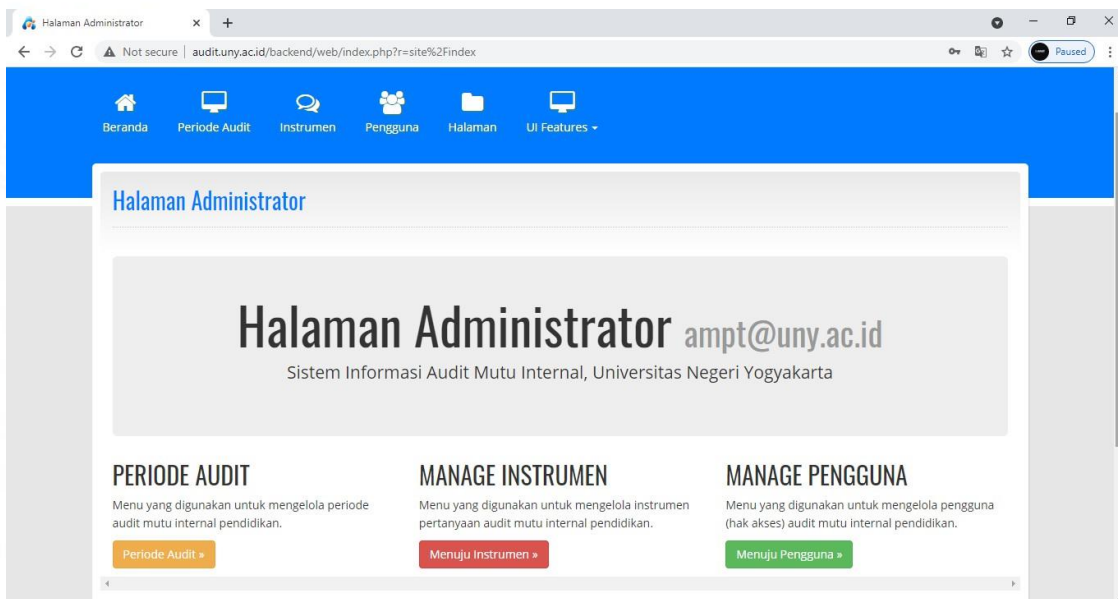 Halaman Administrator
Not secure | audit.uny.ac.id/backend/web/index.php?r=site%2Findex
Paused
Beranda
Periode Audit
Instrumen
Pengguna
Halaman
UI Features
Halaman Administrator
Halaman Administrator ampt@uny.ac.id
Sistem Informasi Audit Mutu Internal, Universitas Negeri Yogyakarta
PERIODE AUDIT
Menu yang digunakan untuk mengelola periode
audit mutu internal pendidikan.
Periode Audit »
MANAGE INSTRUMEN
Menu yang digunakan untuk mengelola instrumen
pertanyaan audit mutu internal pendidikan.
Menuju Instrumen »
MANAGE PENGGUNA
Menu yang digunakan untuk mengelola pengguna
(hak akses) audit mutu internal pendidikan.
Menuju Pengguna »